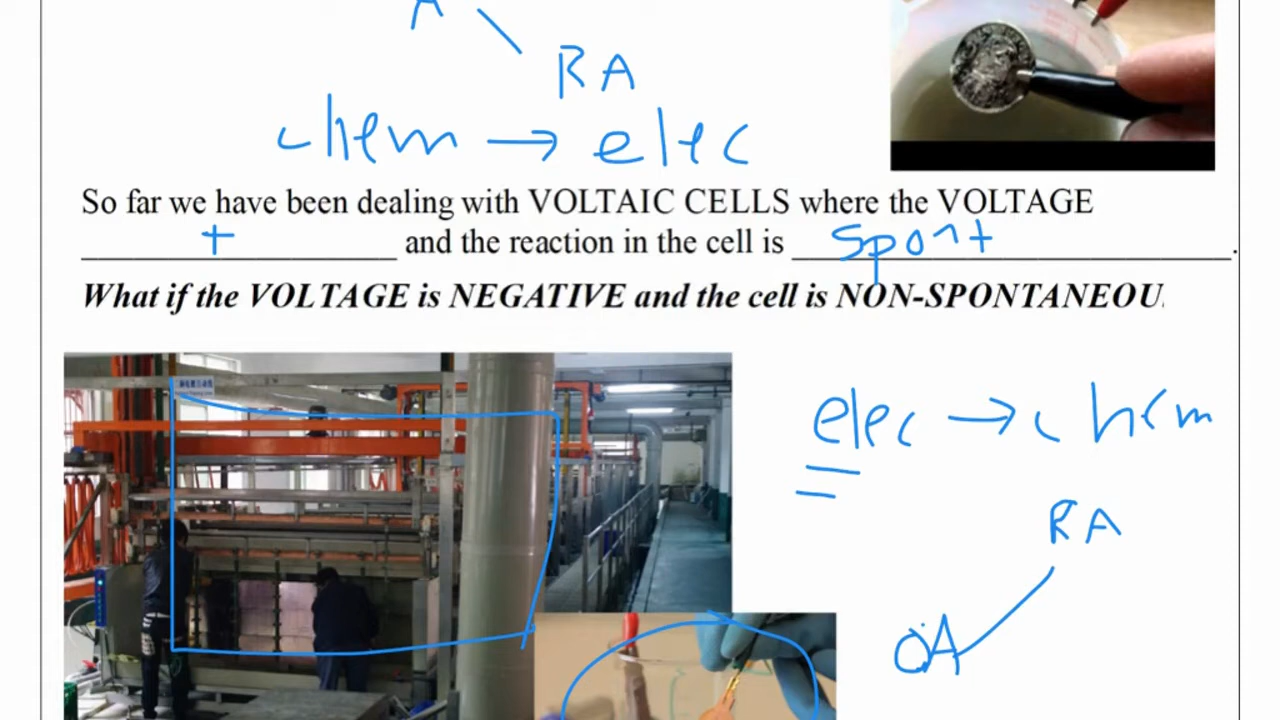 A
RA
chem → elec
So far we have been dealing with VOLTAIC CELLS where the VOLTAGE
+ and the reaction in the cell is spont.
What if the VOLTAGE is NEGATIVE and the cell is NON-SPONTANEOU
elec → chem
RA
OA